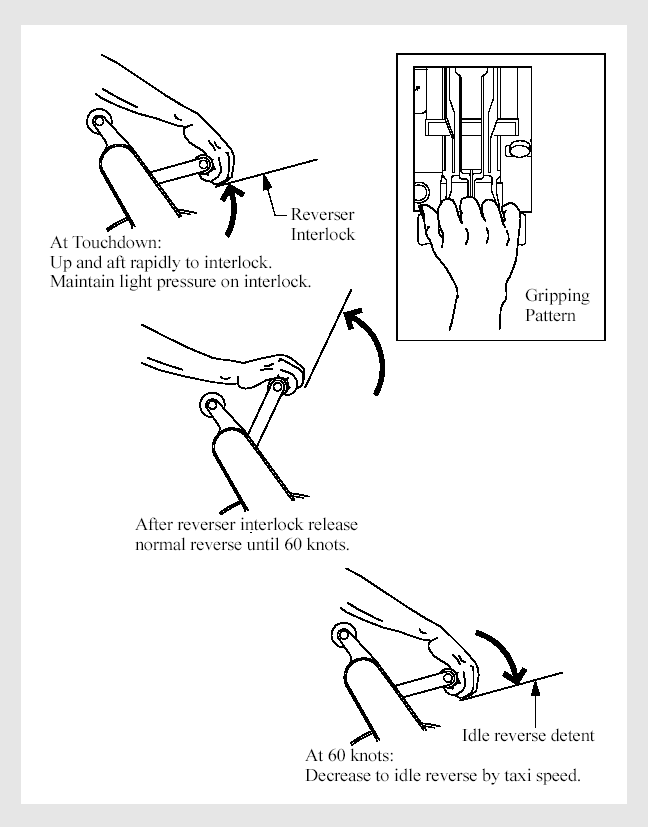 Reverser
Interlock
At Touchdown:
Up and aft rapidly to interlock.
Maintain light pressure on interlock.
Gripping
Pattern
After reverser interlock release
normal reverse until 60 knots.
Idle reverse detent
At 60 knots:
Decrease to idle reverse by taxi speed.